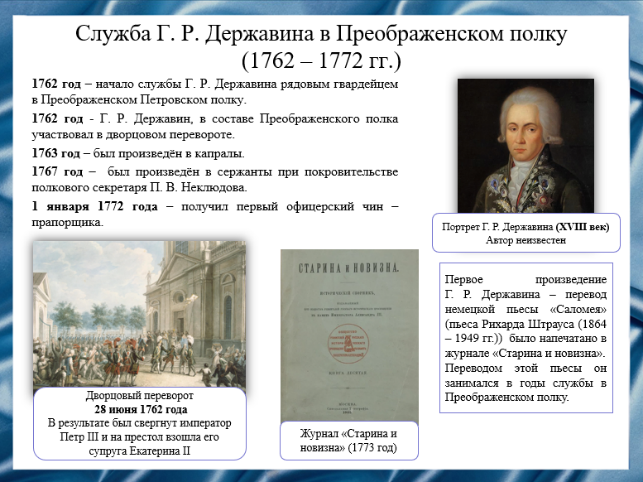 Служба Г. Р. Державина в Преображенском полку
(1762 – 1772 гг.)
1762 год – начало службы Г. Р. Державина рядовым гвардейцем
в Преображенском Петровском полку.
1762 год - Г. Р. Державин, в составе Преображенского полка
участвовал в дворцовом перевороте.
1763 год – был произведён в капралы.
1767 год – был произведён в сержанты при покровительстве
полкового секретаря П. В. Неклюдова.
1 января 1772 года – получил первый офицерский чин –
прапорщика.
Портрет Г. Р. Державина (XVIII век)
Автор неизвестен
Дворцовый переворот
28 июня 1762 года
В результате был свергнут император
Петр III и на престол взошла его
супруга Екатерина II
СТАРИНА и НОВИЗНА.
Журнал «Старина и
новизна» (1773 год)
Первое произведение
Г. Р. Державина – перевод
немецкой пьесы «Саломея»
(пьеса Рихарда Штрауса (1864
– 1949 гг.)) было напечатано в
журнале «Старина и новизна».
Переводом этой пьесы он
занимался в годы службы в
Преображенском полку.